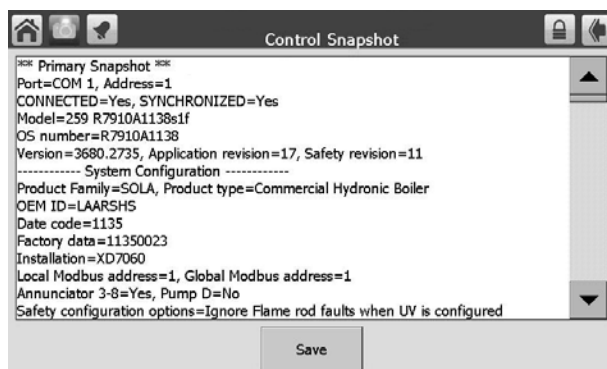 Control Snapshot
** Primary Snapshot **
Port=COM 1, Address=1
CONNECTED=Yes, SYNCHRONIZED=Yes
Model=259 R7910A1138s1f
OS number=R7910A1138
Version=3680.2735, Application revision=17, Safety revision=11
------------ System Configuration ------------
Product Family=SOLA, Product type=Commercial Hydronic Boiler
OEM ID=LAARSHS
Date code=1135
Factory data=11350023
Installation=XD7060
Local Modbus address=1, Global Modbus address=1
Annunciator 3-8=Yes, Pump D=No
Safety configuration options=Ignore Flame rod faults when UV is configured
Save